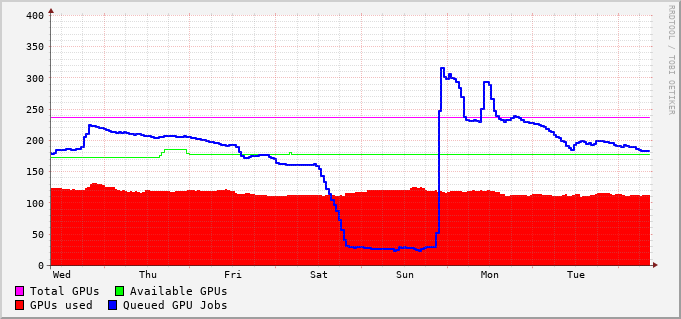 RRDTOOL / TOBI OETIKER
400
350
300
250
200
150
100
50
0
Wed Thu Fri Sat Sun Mon Tue
Total GPUs Available GPUs
GPUs used Queued GPU Jobs